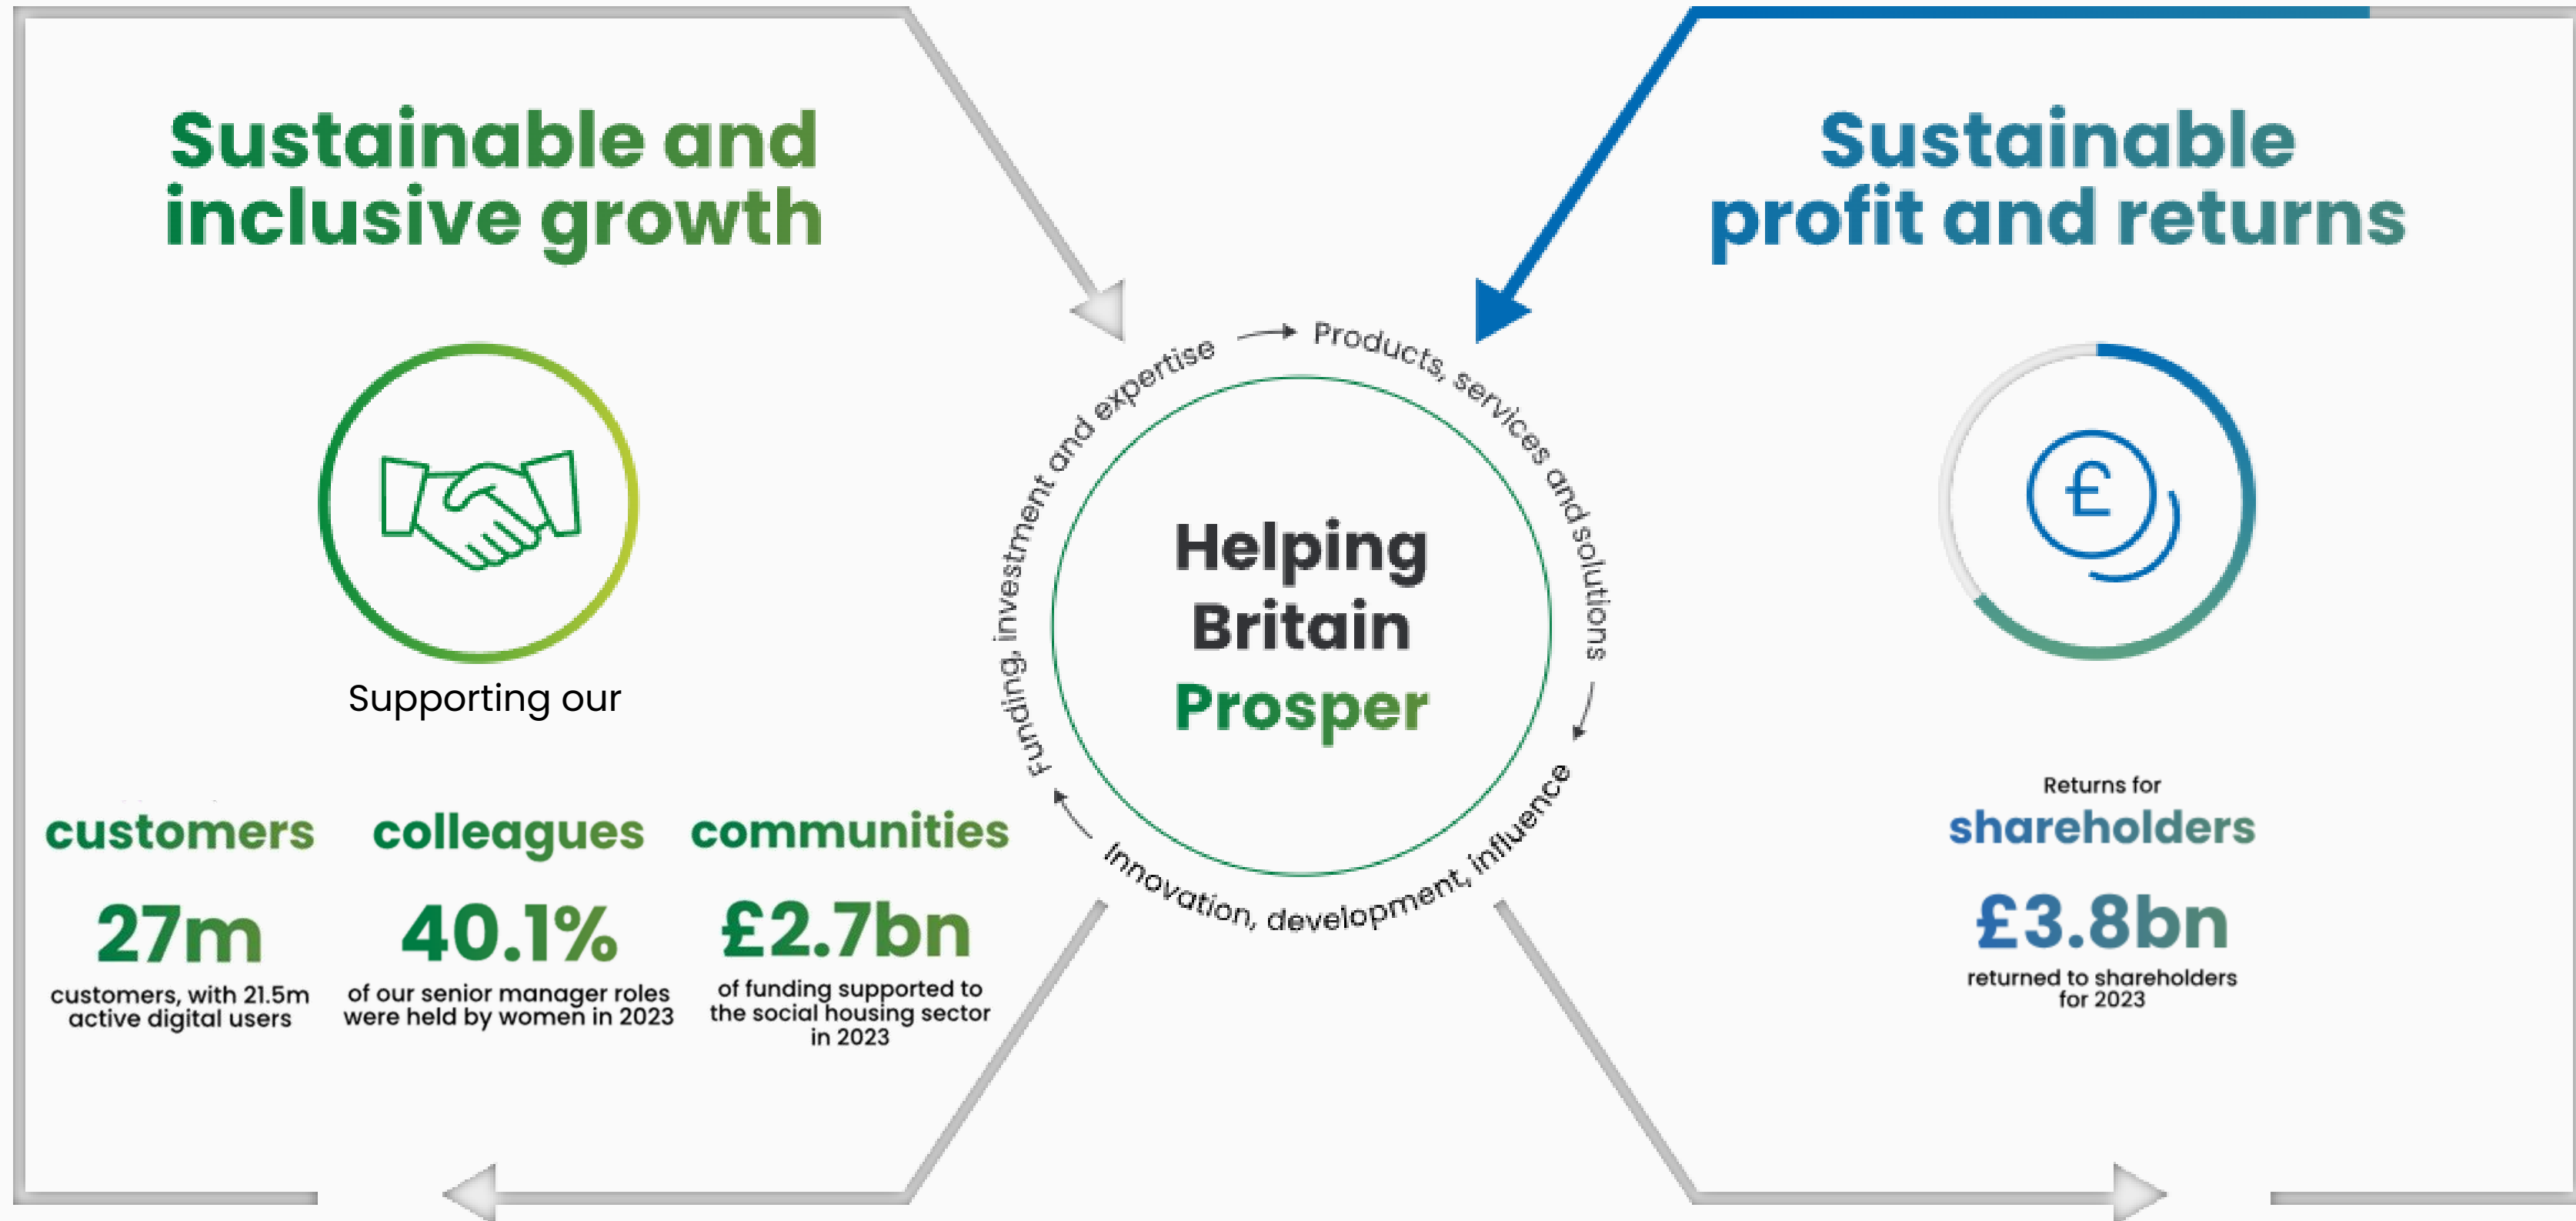 Sustainable and
inclusive growth
Supporting our
customers
27m
customers, with 21.5m
active digital users
colleagues
40.1%
of our senior manager roles
were held by women in 2023
communities
£2.7bn
of funding supported to
the social housing sector
in 2023
Funding, investment and expertise
Products, services and solutions
Innovation, development, influence
Helping
Britain
Prosper
Sustainable
profit and returns
£
Returns for
shareholders
£3.8bn
returned to shareholders
for 2023